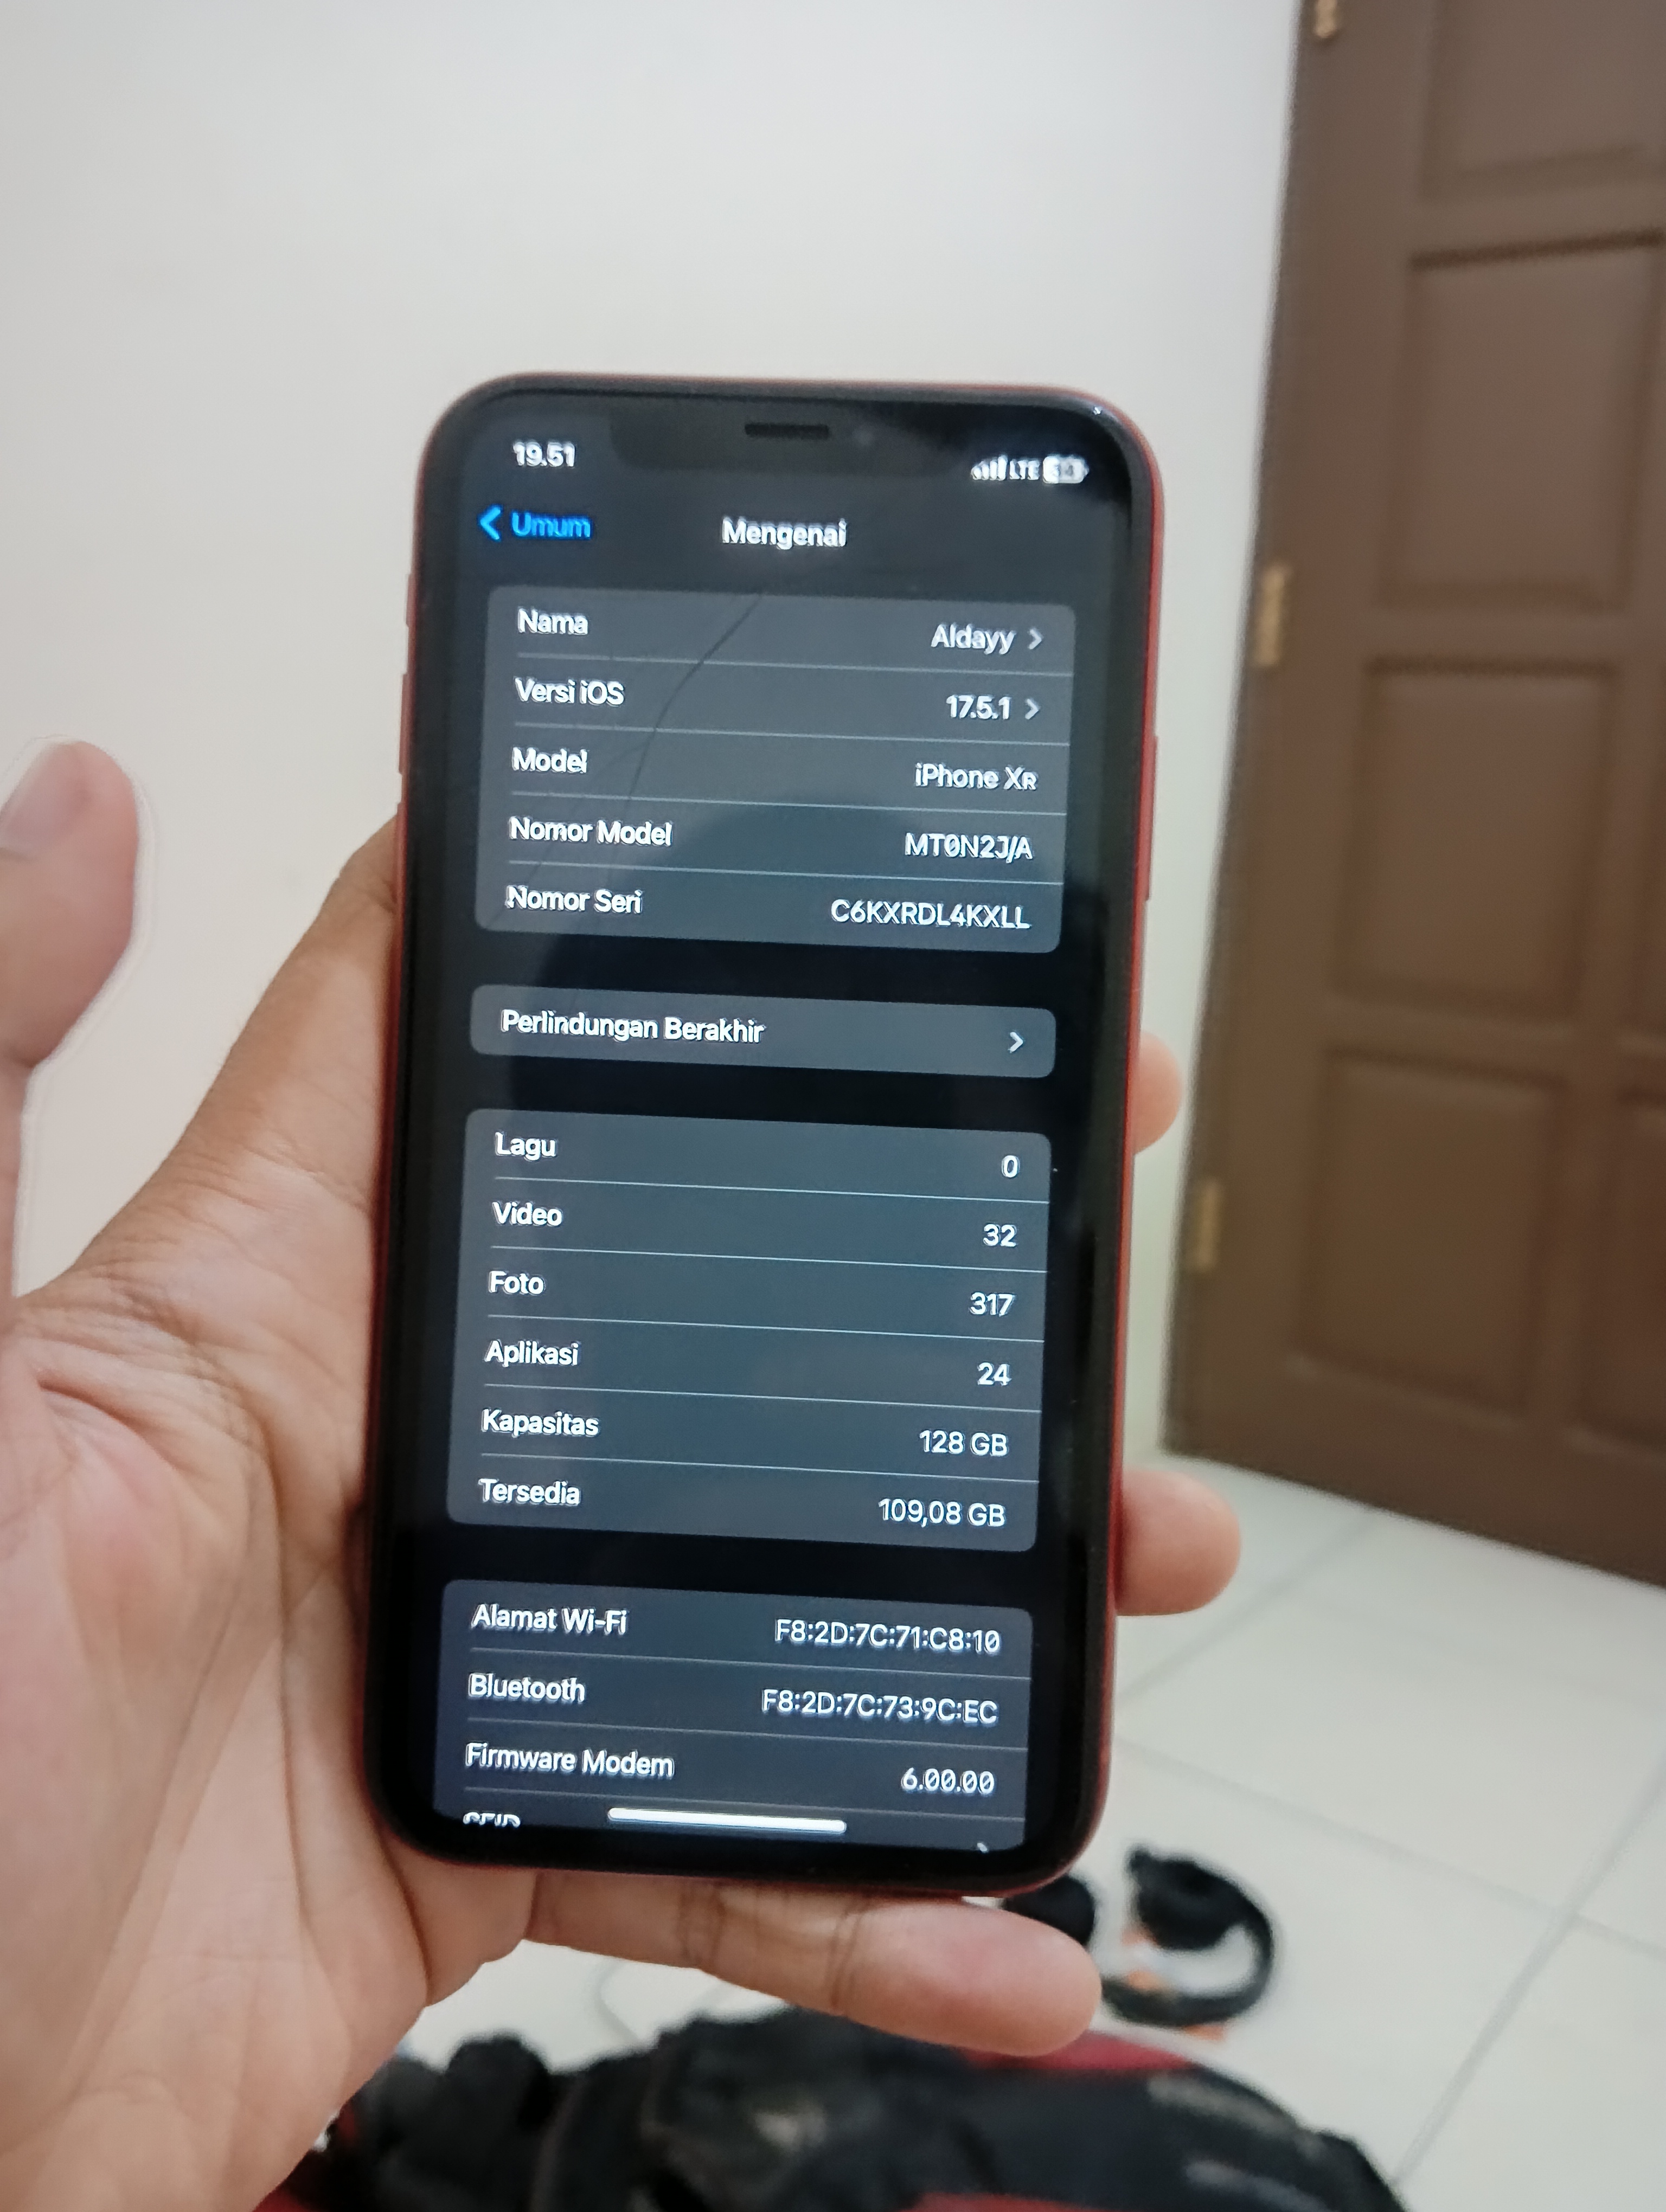 19.51
LTE
Umum
Mengenai
Nama Aldayy
Versi iOS 17.5.1
Model iPhone XR
Nomor Model MT0N2J/A
Nomor Seri C6KXRDL4KXLL
Perlindungan Berakhir
Lagu 0
Video 32
Foto 317
Aplikasi 24
Kapasitas 128 GB
Tersedia 109,08 GB
Alamat Wi-Fi F8:2D:7C:71:C8:10
Bluetooth F8:2D:7C:73:9C:EC
Firmware Modem 6.00.00